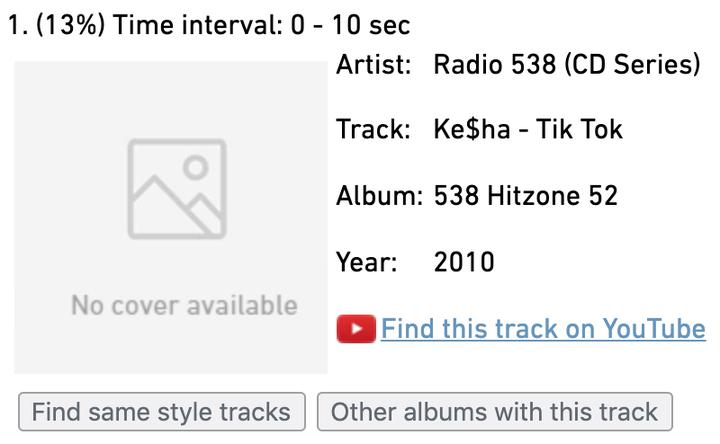 1. (13%) Time interval: 0 - 10 sec
Artist: Radio 538 (CD Series)
Track: Ke$ha - Tik Tok
Album: 538 Hitzone 52
Year: 2010
No cover available
Find this track on YouTube
Find same style tracks
Other albums with this track